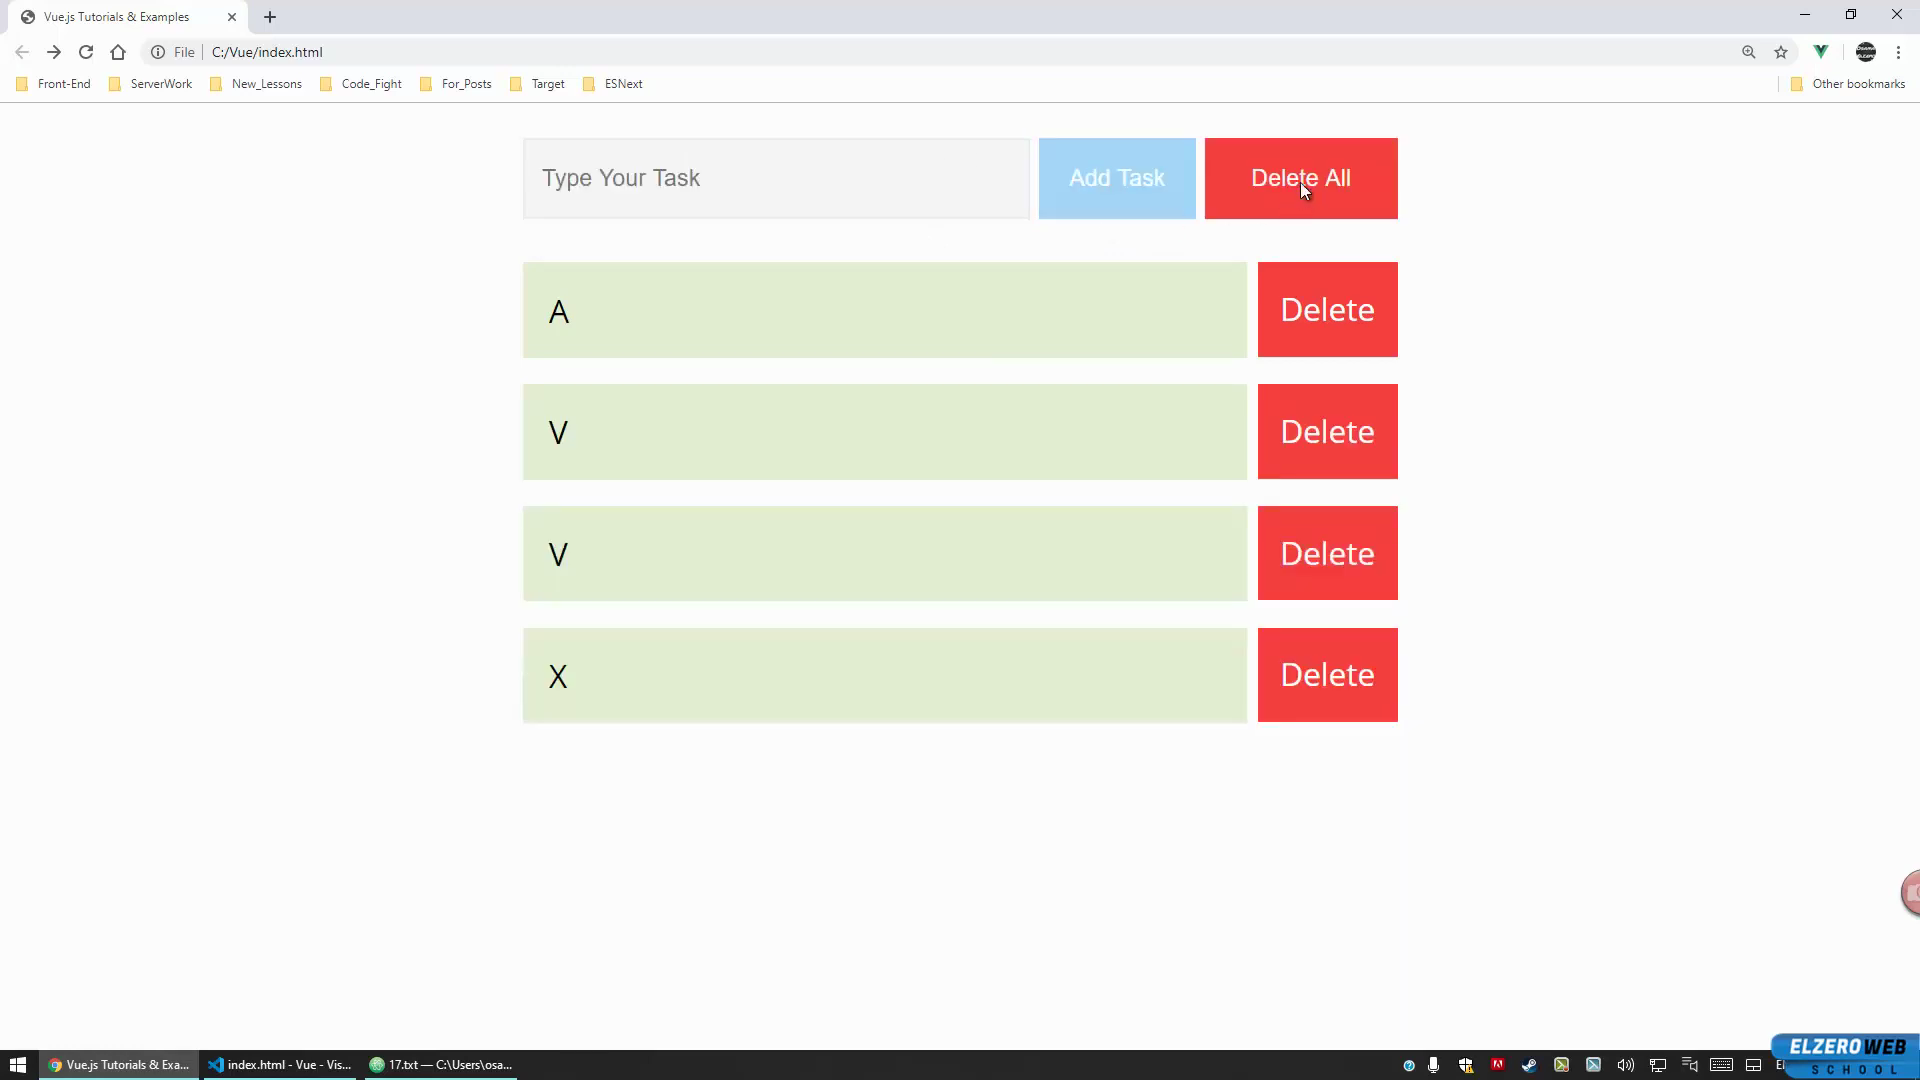 Vue.js Tutorials & Examples
File
C:/Vue/index.html
Front-End
ServerWork
New_Lessons
Code_Fight
For_Posts
Target
ESNext
Other bookmarks
Type Your Task
Add Task
Delete All
A
Delete
V
Delete
V
Delete
X
Delete
Vue.js Tutorials & Exa...
index.html - Vue - Vis...
17.txt — C:\Users\osa...
ELZEROWEB
SCHOOL